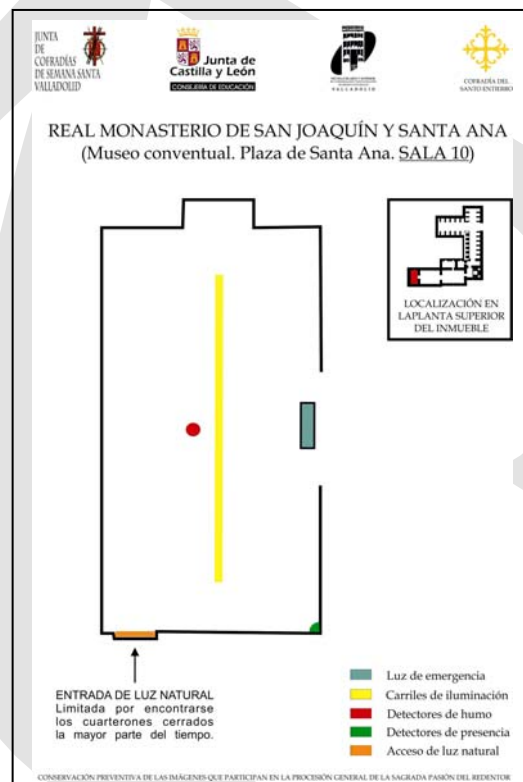 JUNTA
DE
COFRADÍAS
DE SEMANA SANTA
VALLADOLID
Junta de
Castilla y León
CONSEJERÍA DE EDUCACIÓN
VALLADOLID
COFRADÍA DEL
SANTO ENTIERRO
REAL MONASTERIO DE SAN JOAQUÍN Y SANTA ANA
(Museo conventual. Plaza de Santa Ana. SALA 10)
LOCALIZACIÓN EN
LAPLANTA SUPERIOR
DEL INMUEBLE
ENTRADA DE LUZ NATURAL
Limitada por encontrarse
los cuarterones cerrados
la mayor parte del tiempo.
Luz de emergencia
Carriles de iluminación
Detectores de humo
Detectores de presencia
Acceso de luz natural
CONSERVACIÓN PREVENTIVA DE LAS IMÁGENES QUE PARTICIPAN EN LA PROCESIÓN GENERAL DE LA SAGRADA PASIÓN DEL REDENTOR